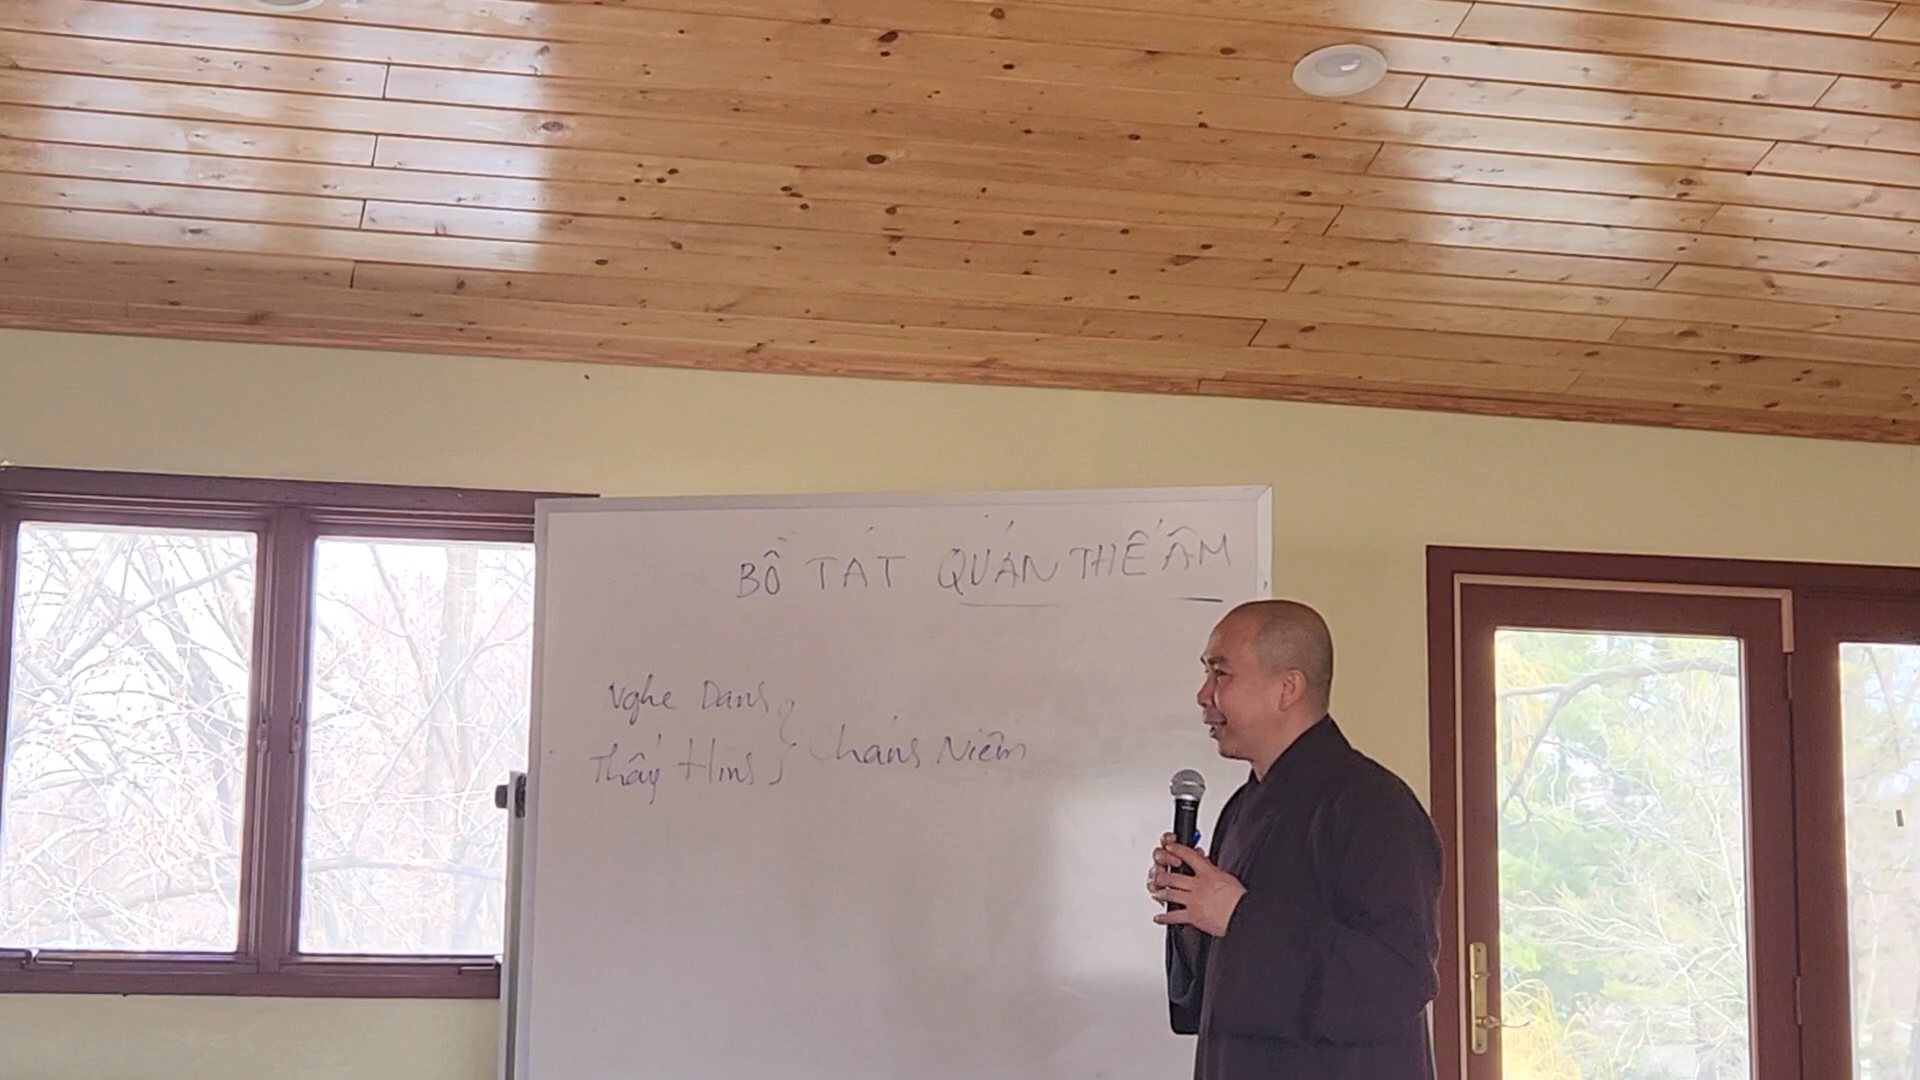 BỒ TÁT QUÁN THẾ ÂM
Nghe Danh
Thấy Hình
Chánh Niệm